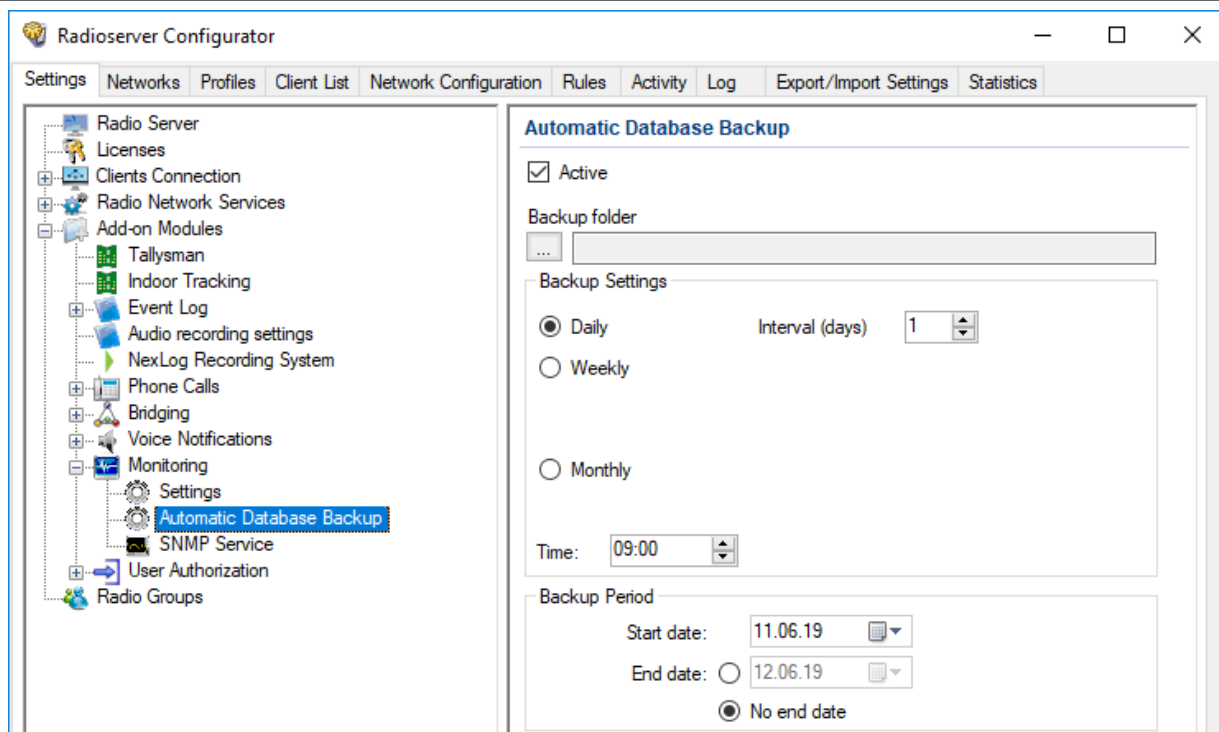 Radioserver Configurator
Settings Networks Profiles Client List Network Configuration Rules Activity Log Export/Import Settings Statistics
Radio Server
Licenses
Clients Connection
Radio Network Services
Add-on Modules
Tallysman
Indoor Tracking
Event Log
Audio recording settings
NexLog Recording System
Phone Calls
Bridging
Voice Notifications
Monitoring
Settings
Automatic Database Backup
SNMP Service
User Authorization
Radio Groups
Automatic Database Backup
Active
Backup folder
...
Backup Settings
Daily Interval (days) 1
Weekly
Monthly
Time: 09:00
Backup Period
Start date: 11.06.19
End date: 12.06.19
No end date